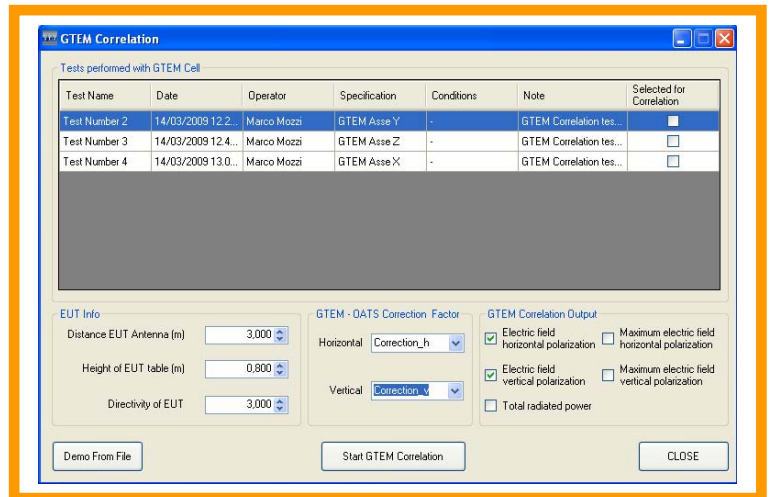 GTEM Correlation
Tests performed with GTEM Cell
Test Name Date Operator Specification Conditions Note Selected for Correlation
Test Number 2 14/03/2009 12.2... Marco Mozzi GTEM Asse Y - GTEM Correlation tes...
Test Number 3 14/03/2009 12.4... Marco Mozzi GTEM Asse Z - GTEM Correlation tes...
Test Number 4 14/03/2009 13.0... Marco Mozzi GTEM Asse X - GTEM Correlation tes...
EUT Info
Distance EUT Antenna (m) 3,000
Height of EUT table (m) 0,800
Directivity of EUT 3,000
GTEM - OATS Correction Factor
Horizontal Correction_h
Vertical Correction_v
GTEM Correlation Output
Electric field horizontal polarization
Maximum electric field horizontal polarization
Electric field vertical polarization
Maximum electric field vertical polarization
Total radiated power
Demo From File
Start GTEM Correlation
CLOSE